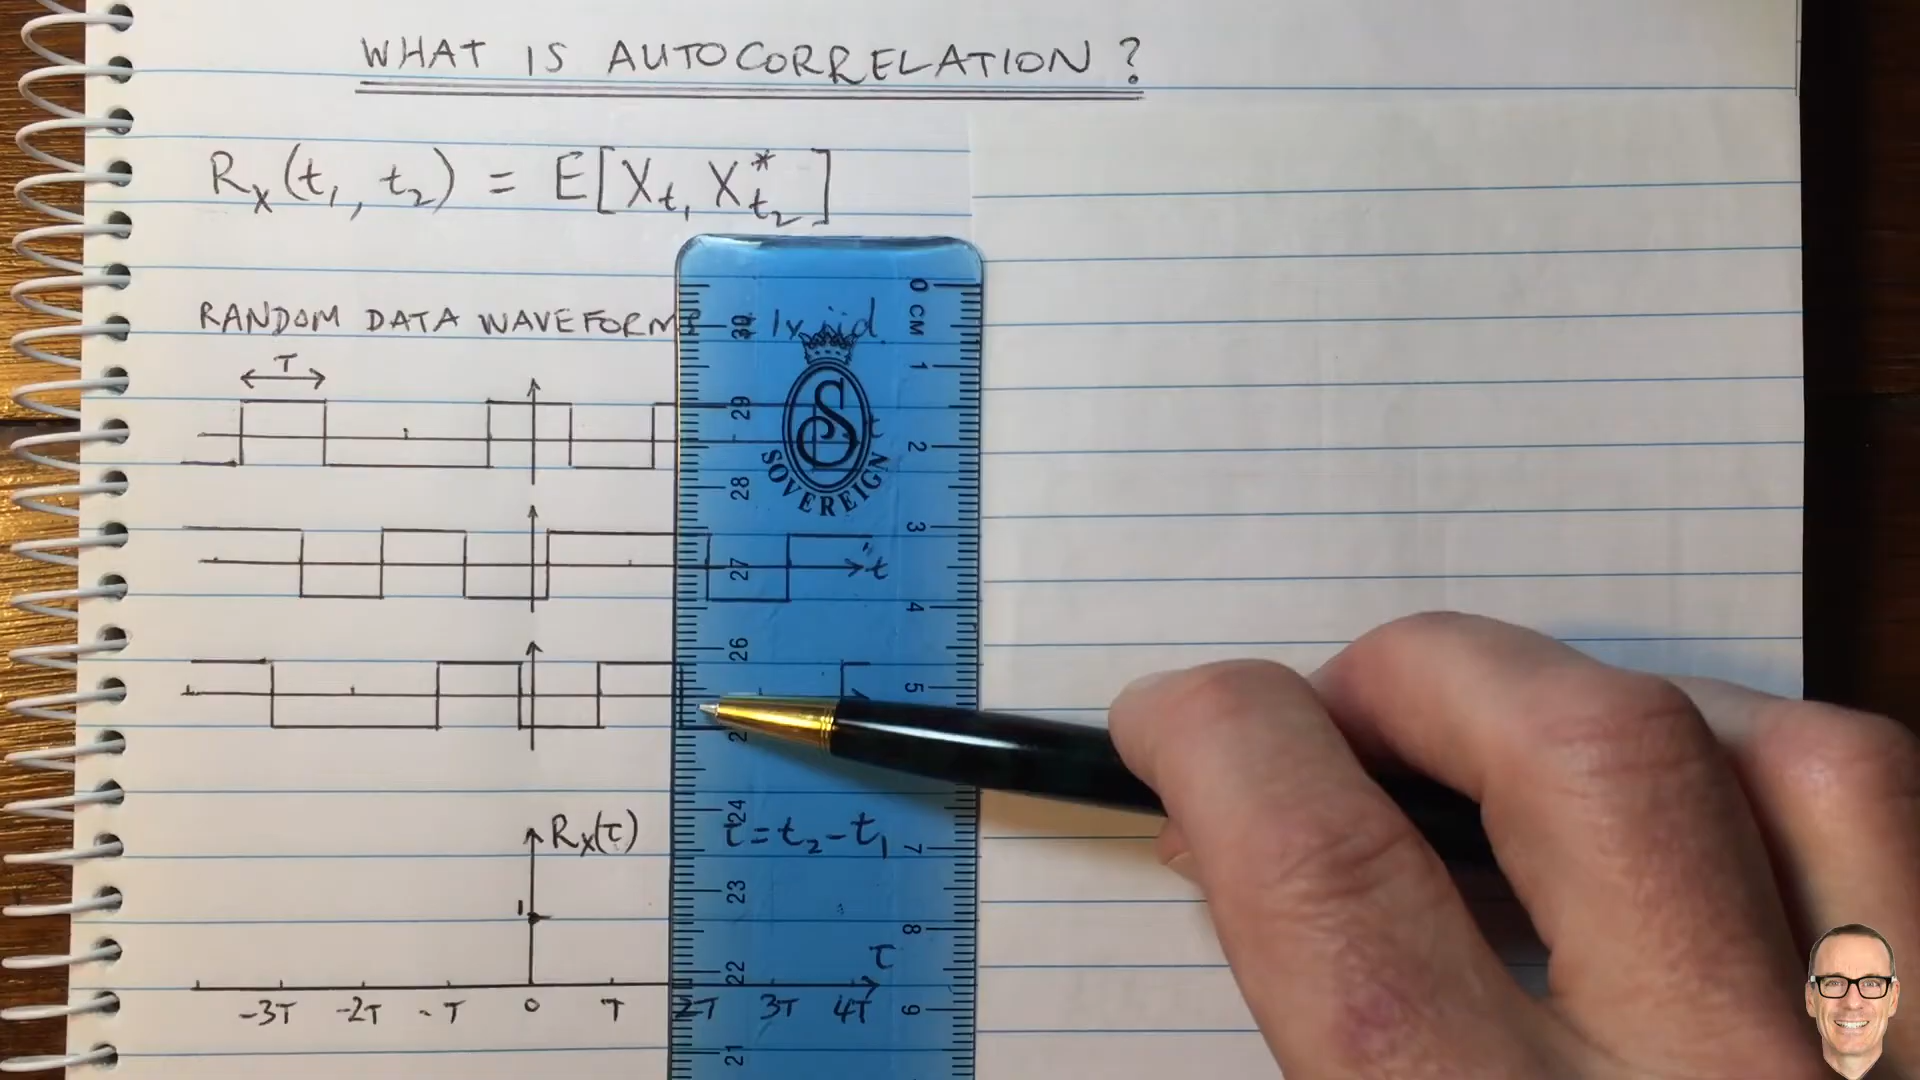 WHAT IS AUTOCORRELATION?
Rx(t1, t2) = E[Xt1 X*t2]
RANDOM DATA WAVEFORMS ±1v iid
T
t
t
SOVEREIGN
0 CM 1 2 3 4 5 7 8 9
30 29 28 27 26 24 23 22 21
Rx(τ) τ = t2 - t1
1
τ
-3T -2T -T 0 T 2T 3T 4T